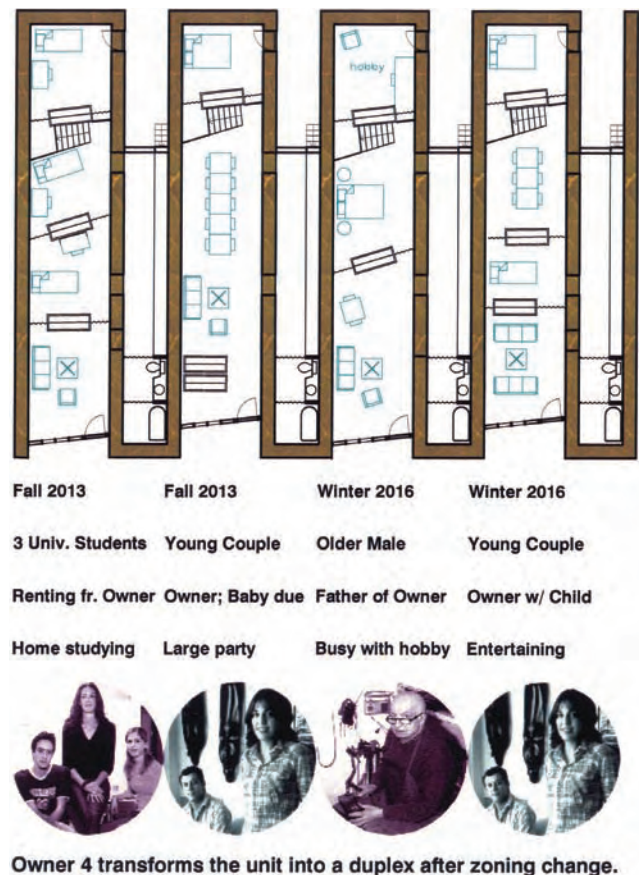 hobby
Fall 2013 Fall 2013 Winter 2016 Winter 2016
3 Univ. Students Young Couple Older Male Young Couple
Renting fr. Owner Owner; Baby due Father of Owner Owner w/ Child
Home studying Large party Busy with hobby Entertaining
Owner 4 transforms the unit into a duplex after zoning change.